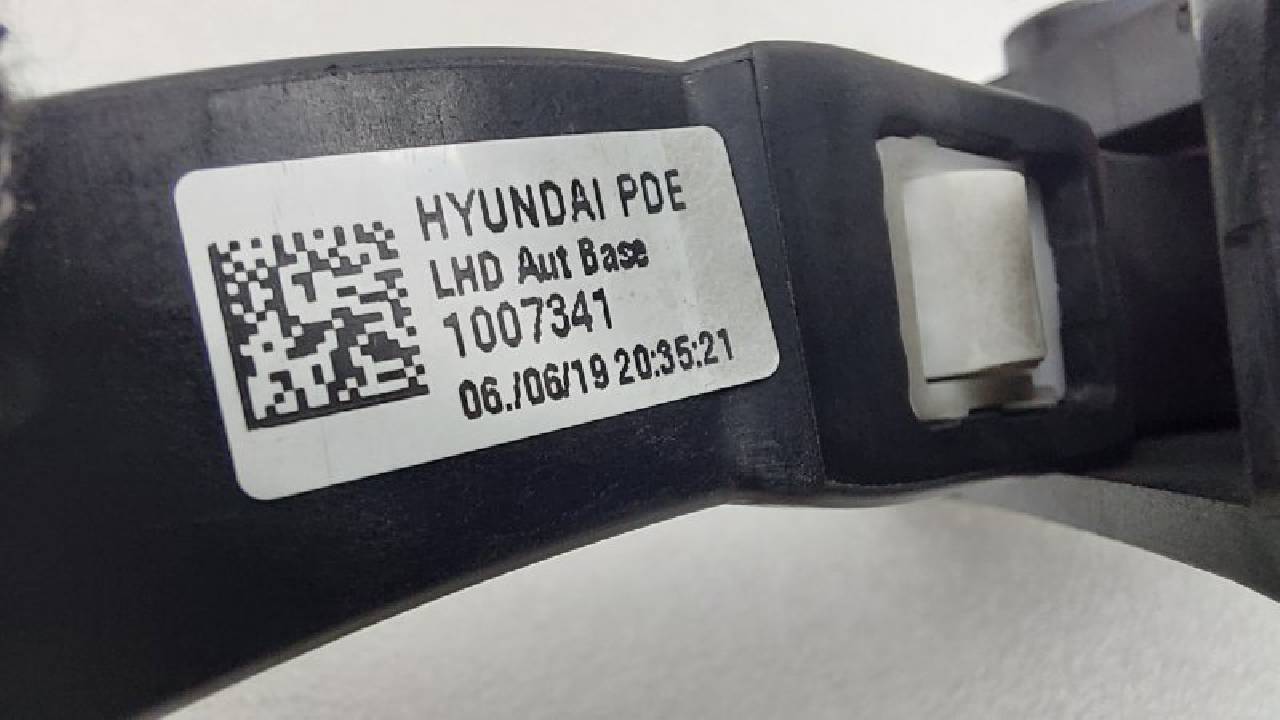 HYUNDAI PDE
LHD Aut Base
1007341
06./06/19 20:35:21